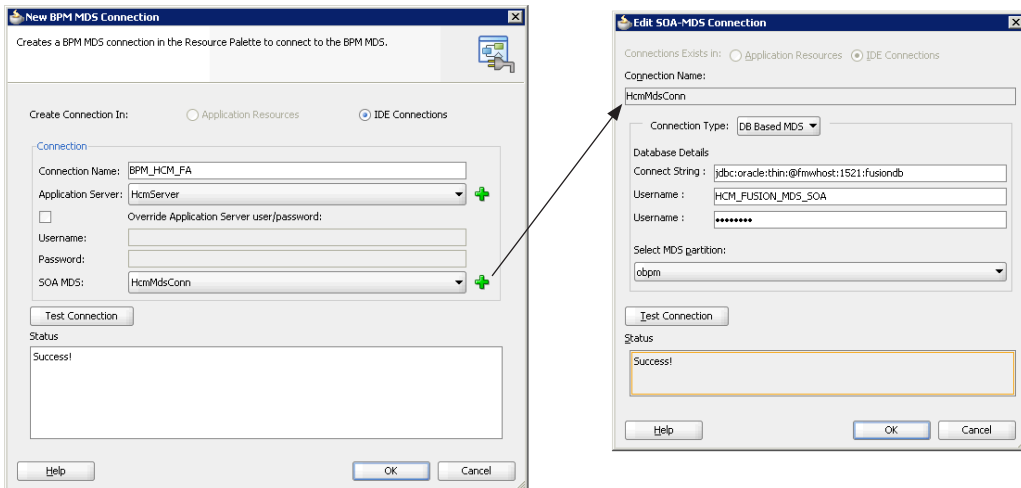 New BPM MDS Connection
Creates a BPM MDS connection in the Resource Palette to connect to the BPM MDS.
Create Connection In: Application Resources IDE Connections
Connection
Connection Name: BPM_HCM_FA
Application Server: HcmServer
Override Application Server user/password:
Username:
Password:
SOA MDS: HcmMdsConn
Test Connection
Status
Success!
Help OK Cancel
Edit SOA-MDS Connection
Connections Exists in: Application Resources IDE Connections
Connection Name:
HcmMdsConn
Connection Type: DB Based MDS
Database Details
Connect String : jdbc:oracle:thin:@fmwhost:1521:fusiondb
Username : HCM_FUSION_MDS_SOA
Username : ••••••••
Select MDS partition:
obpm
Test Connection
Status
Success!
Help OK Cancel